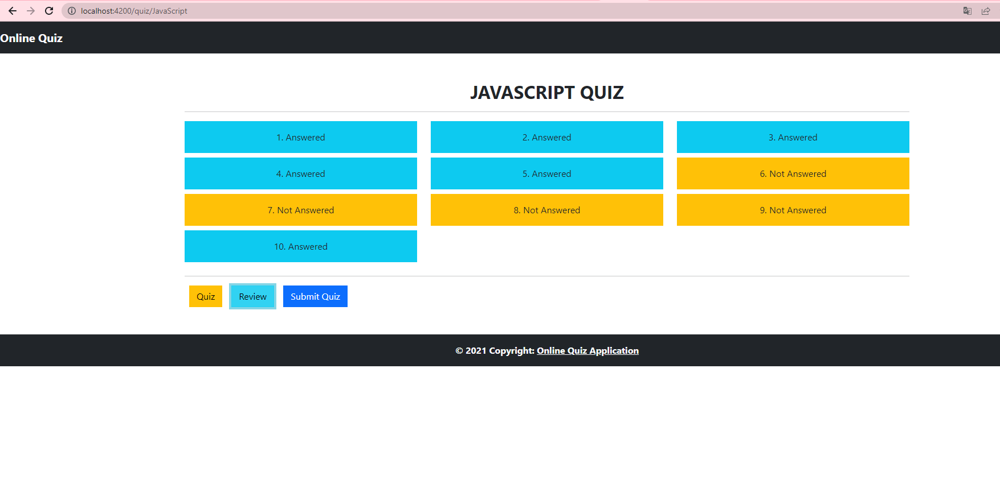 localhost:4200/quiz/JavaScript
Online Quiz
JAVASCRIPT QUIZ
1. Answered
2. Answered
3. Answered
4. Answered
5. Answered
6. Not Answered
7. Not Answered
8. Not Answered
9. Not Answered
10. Answered
Quiz
Review
Submit Quiz
© 2021 Copyright: Online Quiz Application